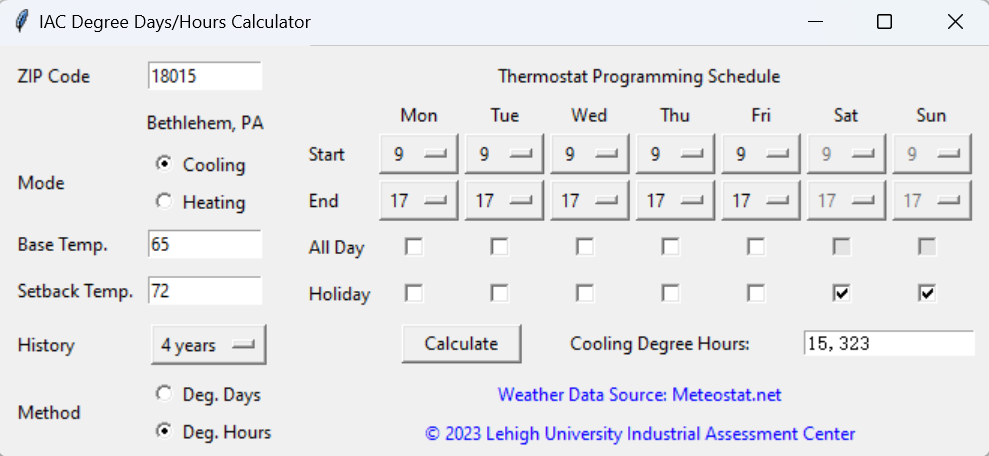 IAC Degree Days/Hours Calculator
ZIP Code 18015 Thermostat Programming Schedule
Bethlehem, PA Mon Tue Wed Thu Fri Sat Sun
Mode Cooling Start 9 9 9 9 9 9 9
Heating End 17 17 17 17 17 17 17
Base Temp. 65 All Day
Setback Temp. 72 Holiday
History 4 years Calculate Cooling Degree Hours: 15,323
Method Deg. Days Weather Data Source: Meteostat.net
Deg. Hours © 2023 Lehigh University Industrial Assessment Center